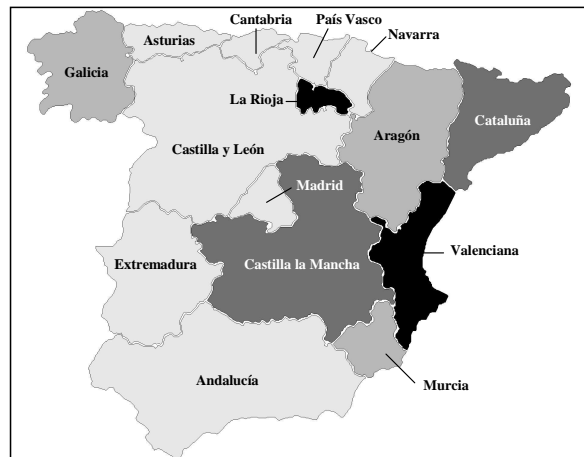 Cantabria
País Vasco
Navarra
Asturias
Galicia
La Rioja
Cataluña
Aragón
Castilla y León
Madrid
Valenciana
Castilla la Mancha
Extremadura
Andalucía
Murcia